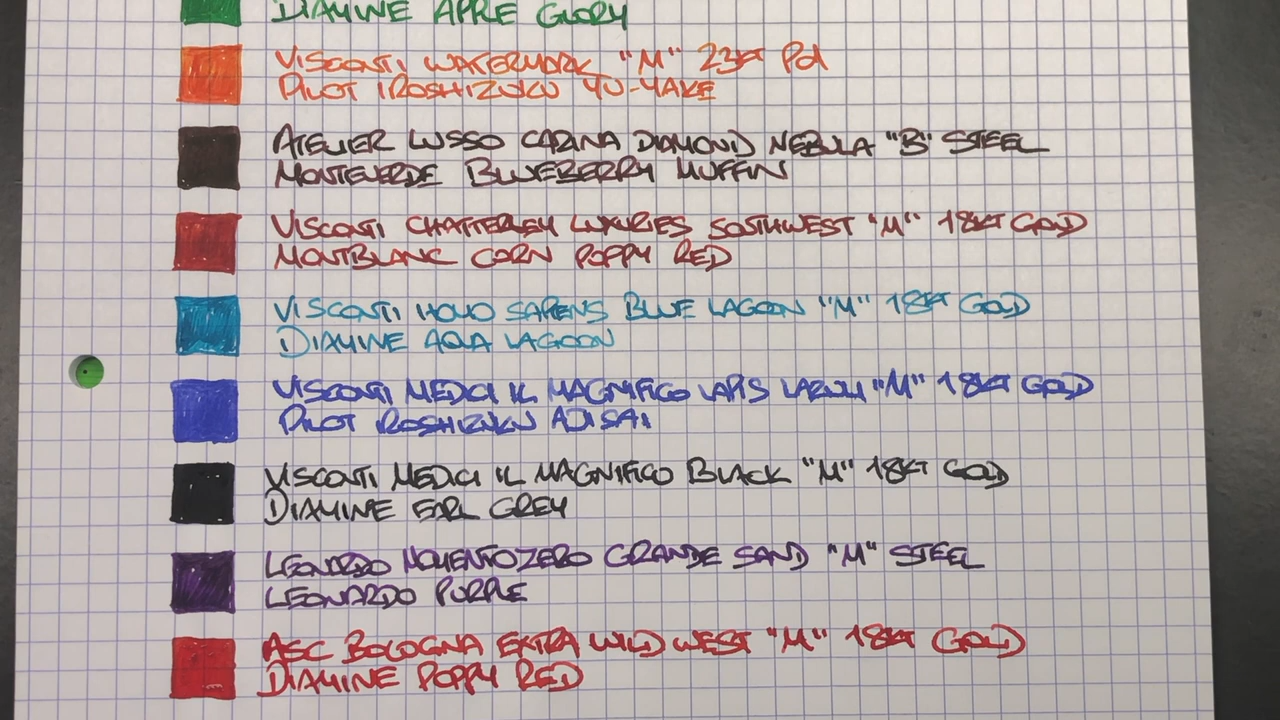 DIAMINE APPLE GLORY
VISCONTI WATERMARK "M" 23KT Pd
PILOT IROSHIZUKU YU-YAKE
ATELIER LUSSO CARINA DIAMOND NEBULA "B" STEEL
MONTEVERDE BLUEBERRY MUFFIN
VISCONTI CHATTERLEY LUXURIES SOUTHWEST "M" 18KT GOLD
MONTBLANC CORN POPPY RED
VISCONTI HOMO SAPIENS BLUE LAGOON "M" 18KT GOLD
DIAMINE AQUA LAGOON
VISCONTI MEDICI IL MAGNIFICO LAPIS LAZULI "M" 18KT GOLD
PILOT IROSHIZUKU AJISAI
VISCONTI MEDICI IL MAGNIFICO BLACK "M" 18KT GOLD
DIAMINE EARL GREY
LEONARDO MOMENTOZERO GRANDE SAND "M" STEEL
LEONARDO PURPLE
ASC BOLOGNA EXTRA WILD WEST "M" 18KT GOLD
DIAMINE POPPY RED